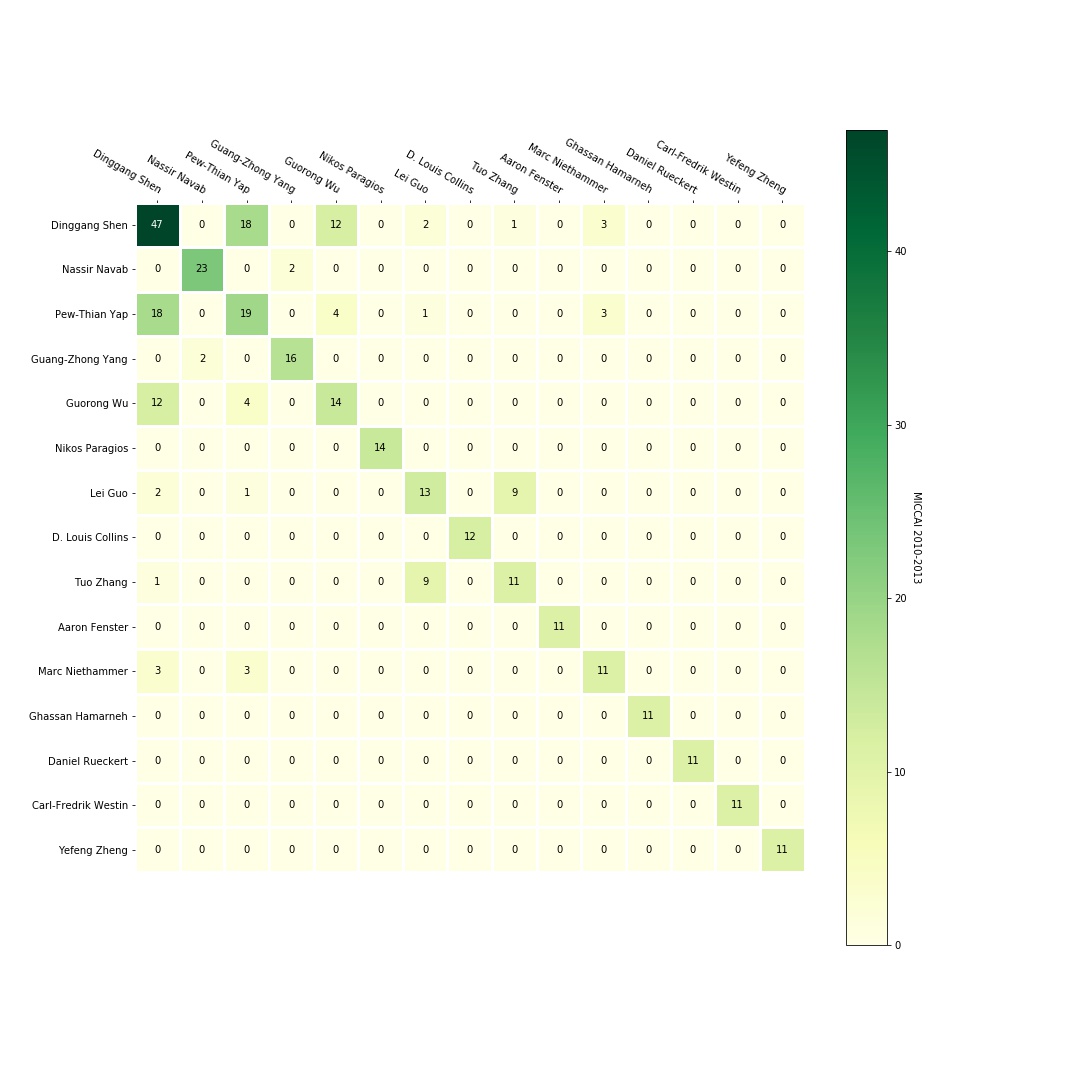 Dinggang Shen
Nassir Navab
Pew-Thian Yap
Guang-Zhong Yang
Guorong Wu
Nikos Paragios
Lei Guo
D. Louis Collins
Tuo Zhang
Aaron Fenster
Marc Niethammer
Ghassan Hamarneh
Daniel Rueckert
Carl-Fredrik Westin
Yefeng Zheng
Dinggang Shen 47 0 18 0 12 0 2 0 1 0 3 0 0 0 0
Nassir Navab 0 23 0 2 0 0 0 0 0 0 0 0 0 0 0
Pew-Thian Yap 18 0 19 0 4 0 1 0 0 0 3 0 0 0 0
Guang-Zhong Yang 0 2 0 16 0 0 0 0 0 0 0 0 0 0 0
Guorong Wu 12 0 4 0 14 0 0 0 0 0 0 0 0 0 0
Nikos Paragios 0 0 0 0 0 14 0 0 0 0 0 0 0 0 0
Lei Guo 2 0 1 0 0 0 13 0 9 0 0 0 0 0 0
D. Louis Collins 0 0 0 0 0 0 0 12 0 0 0 0 0 0 0
Tuo Zhang 1 0 0 0 0 0 9 0 11 0 0 0 0 0 0
Aaron Fenster 0 0 0 0 0 0 0 0 0 11 0 0 0 0 0
Marc Niethammer 3 0 3 0 0 0 0 0 0 0 11 0 0 0 0
Ghassan Hamarneh 0 0 0 0 0 0 0 0 0 0 0 11 0 0 0
Daniel Rueckert 0 0 0 0 0 0 0 0 0 0 0 0 11 0 0
Carl-Fredrik Westin 0 0 0 0 0 0 0 0 0 0 0 0 0 11 0
Yefeng Zheng 0 0 0 0 0 0 0 0 0 0 0 0 0 0 11
40
30
20
10
0
MICCAI 2010-2013